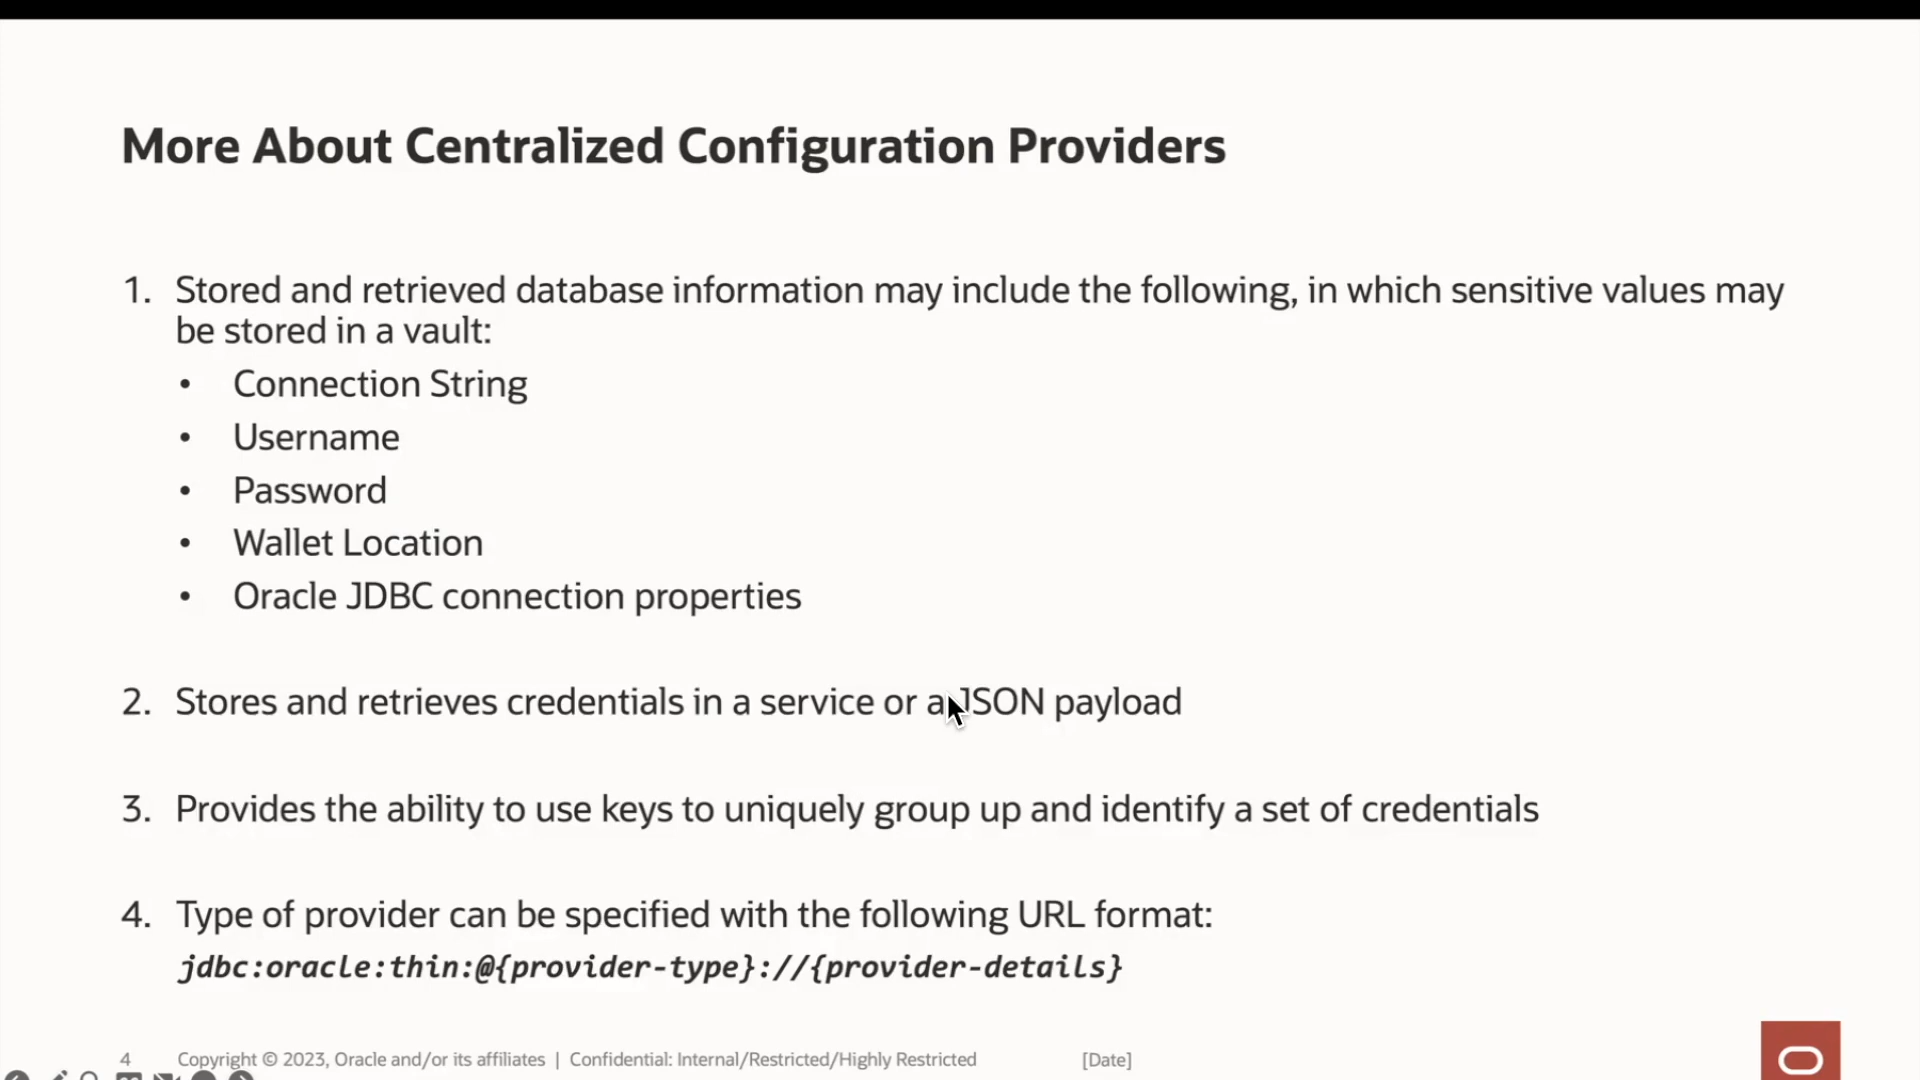 More About Centralized Configuration Providers
1. Stored and retrieved database information may include the following, in which sensitive values may
be stored in a vault:
• Connection String
• Username
• Password
• Wallet Location
• Oracle JDBC connection properties
2. Stores and retrieves credentials in a service or a JSON payload
3. Provides the ability to use keys to uniquely group up and identify a set of credentials
4. Type of provider can be specified with the following URL format:
jdbc:oracle:thin:@{provider-type}://{provider-details}
4 Copyright © 2023, Oracle and/or its affiliates | Confidential: Internal/Restricted/Highly Restricted [Date]